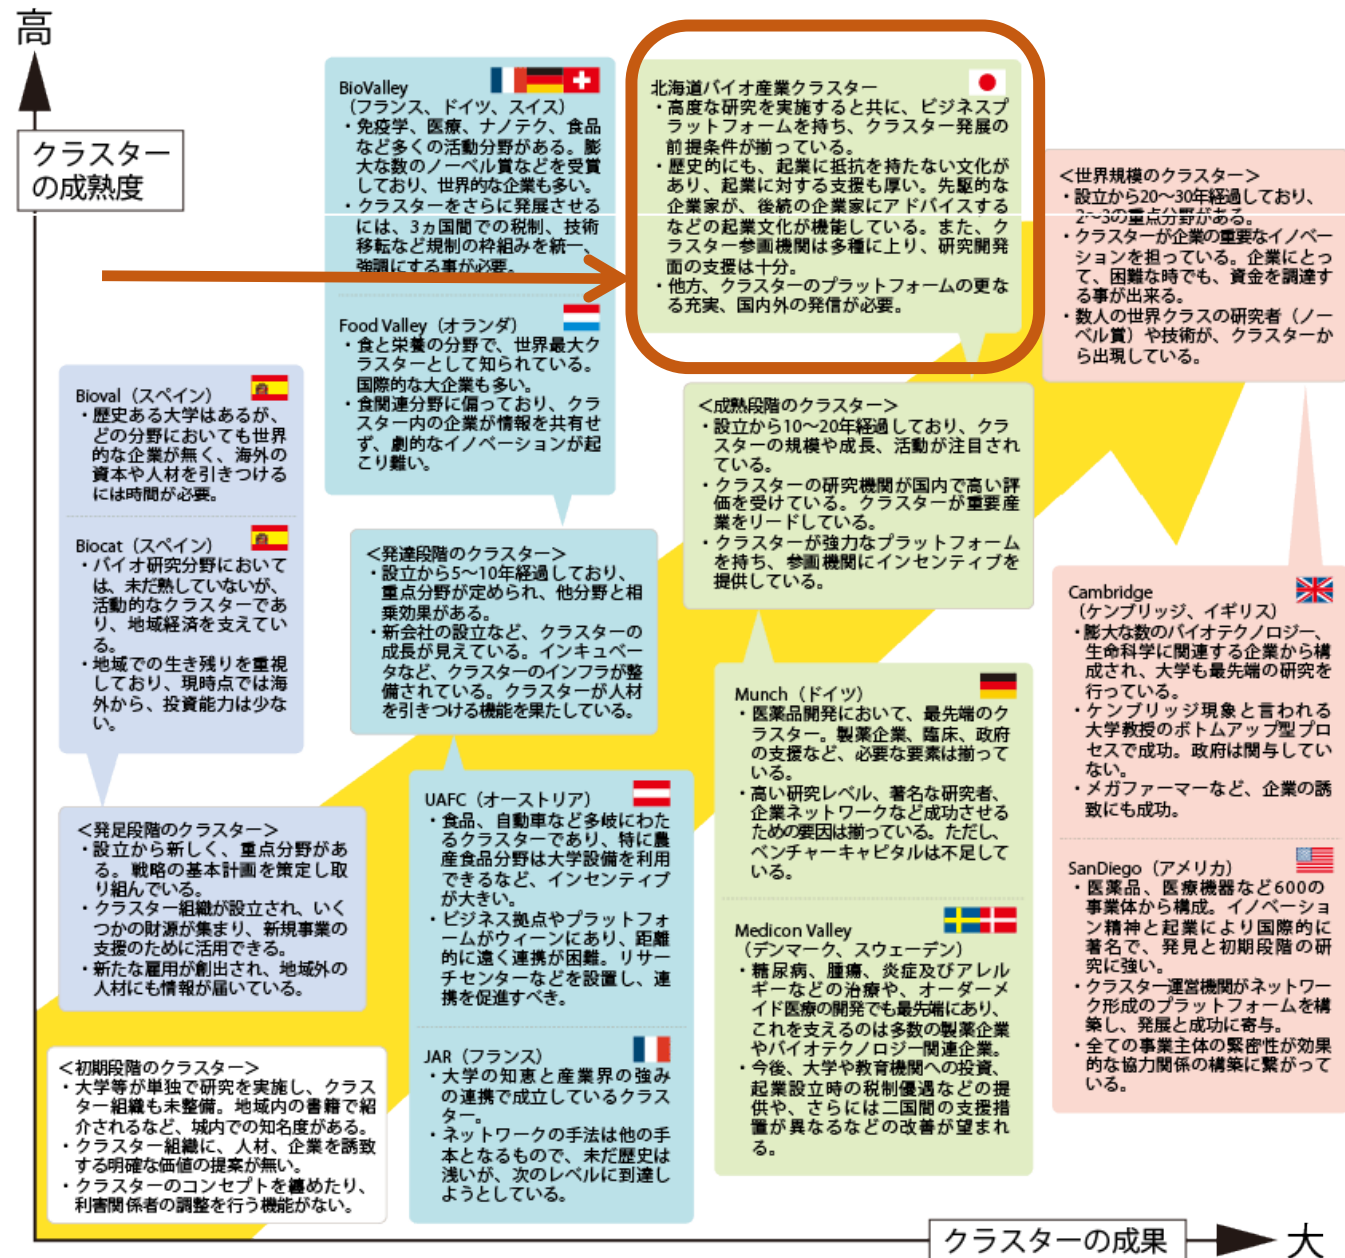 高
クラスター
の成熟度
BioValley
（フランス、ドイツ、スイス）
・免疫学、医療、ナノテク、食品
など多くの活動分野がある。膨
大な数のノーベル賞などを受賞
しており、世界的な企業も多い。
・クラスターをさらに発展させる
には、3ヵ国間での税制、技術
移転など規制の枠組みを統一、
強調にする事が必要。
Food Valley（オランダ）
・食と栄養の分野で、世界最大ク
ラスターとして知られている。
国際的な大企業も多い。
・食関連分野に偏っており、クラ
スター内の企業が情報を共有せ
ず、劇的なイノベーションが起
こり難い。
北海道バイオ産業クラスター
・高度な研究を実施すると共に、ビジネスプ
ラットフォームを持ち、クラスター発展の
前提条件が揃っている。
・歴史的にも、起業に抵抗を持たない文化が
あり、起業に対する支援も厚い。先駆的な
企業家が、後続の企業家にアドバイスする
などの起業文化が機能している。また、ク
ラスター参画機関は多種に上り、研究開発
面の支援は十分。
・他方、クラスターのプラットフォームの更な
る充実、国内外の発信が必要。
＜世界規模のクラスター＞
・設立から20～30年経過しており、
2～3の重点分野がある。
・クラスターが企業の重要なイノベー
ションを担っている。企業にとっ
て、困難な時でも、資金を調達す
る事が出来る。
・数人の世界クラスの研究者（ノー
ベル賞）や技術が、クラスターか
ら出現している。
Bioval（スペイン）
・歴史ある大学はあるが、
どの分野においても世界
的な企業が無く、海外の
資本や人材を引きつける
には時間が必要。
Biocat（スペイン）
・バイオ研究分野において
は、未だ熟していないが、
活動的なクラスターであ
り、地域経済を支えてい
る。
・地域での生き残りを重視
しており、現時点では海
外から、投資能力は少な
い。
＜発達段階のクラスター＞
・設立から5～10年経過しており、
重点分野が定められ、他分野と相
乗効果がある。
・新会社の設立など、クラスターの
成長が見えている。インキュベー
タなど、クラスターのインフラが整
備されている。クラスターが人材
を引きつける機能を果たしている。
＜成熟段階のクラスター＞
・設立から10～20年経過しており、クラ
スターの規模や成長、活動が注目され
ている。
・クラスターの研究機関が国内で高い評
価を受けている。クラスターが重要産
業をリードしている。
・クラスターが強力なプラットフォーム
を持ち、参画機関にインセンティブを
提供している。
Cambridge
（ケンブリッジ、イギリス）
・膨大な数のバイオテクノロジー、
生命科学に関連する企業から構
成され、大学も最先端の研究を
行っている。
・ケンブリッジ現象と言われる
大学教授のボトムアップ型プロ
セスで成功。政府は関与してい
ない。
・メガファーマーなど、企業の誘
致にも成功。
SanDiego（アメリカ）
・医薬品、医療機器など600の
事業体から構成。イノベーショ
ン精神と起業により国際的に
著名で、発見と初期段階の研
究に強い。
・クラスター運営機関がネットワー
ク形成のプラットフォームを構
築し、発展と成功に寄与。
・全ての事業主体の緊密性が効果
的な協力関係の構築に繋がって
いる。
Munch（ドイツ）
・医薬品開発において、最先端のク
ラスター。製薬企業、臨床、政府
の支援など、必要な要素は揃って
いる。
・高い研究レベル、著名な研究者、
企業ネットワークなど成功させる
ための要因は揃っている。ただし、
ベンチャーキャピタルは不足して
いる。
Medicon Valley
（デンマーク、スウェーデン）
・糖尿病、腫瘍、炎症及びアレル
ギーなどの治療や、オーダーメ
イド医療の開発でも最先端にあり、
これを支えるのは多数の製薬企業
やバイオテクノロジー関連企業。
・今後、大学や教育機関への投資、
起業設立時の税制優遇などの提
供や、さらには二国間の支援措
置が異なるなどの改善が望まれ
る。
UAFC（オーストリア）
・食品、自動車など多岐にわた
るクラスターであり、特に農
産食品分野は大学設備を利用
できるなど、インセンティブ
が大きい。
・ビジネス拠点やプラットフォ
ームがウィーンにあり、距離
的に遠く連携が困難。リサー
チセンターなどを設置し、連
携を促進すべき。
JAR（フランス）
・大学の知恵と産業界の強み
の連携で成立しているクラス
ター。
・ネットワークの手法は他の手
本となるもので、未だ歴史は
浅いが、次のレベルに到達し
ようとしている。
＜発足段階のクラスター＞
・設立から新しく、重点分野があ
る。戦略の基本計画を策定し取
り組んでいる。
・クラスター組織が設立され、いく
つかの財源が集まり、新規事業の
支援のために活用できる。
・新たな雇用が創出され、地域外の
人材にも情報が届いている。
＜初期段階のクラスター＞
・大学等が単独で研究を実施し、クラス
ター組織も未整備。地域内の書籍で紹
介されるなど、城内での知名度がある。
・クラスター組織に、人材、企業を誘致
する明確な価値の提案が無い。
・クラスターのコンセプトを纏めたり、
利害関係者の調整を行う機能がない。
クラスターの成果
大